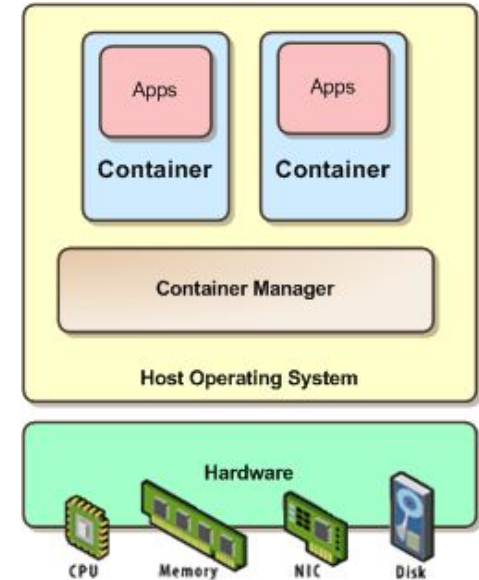 Apps
Apps
Container
Container
Container Manager
Host Operating System
Hardware
CPU
Memory
NIC
Disk